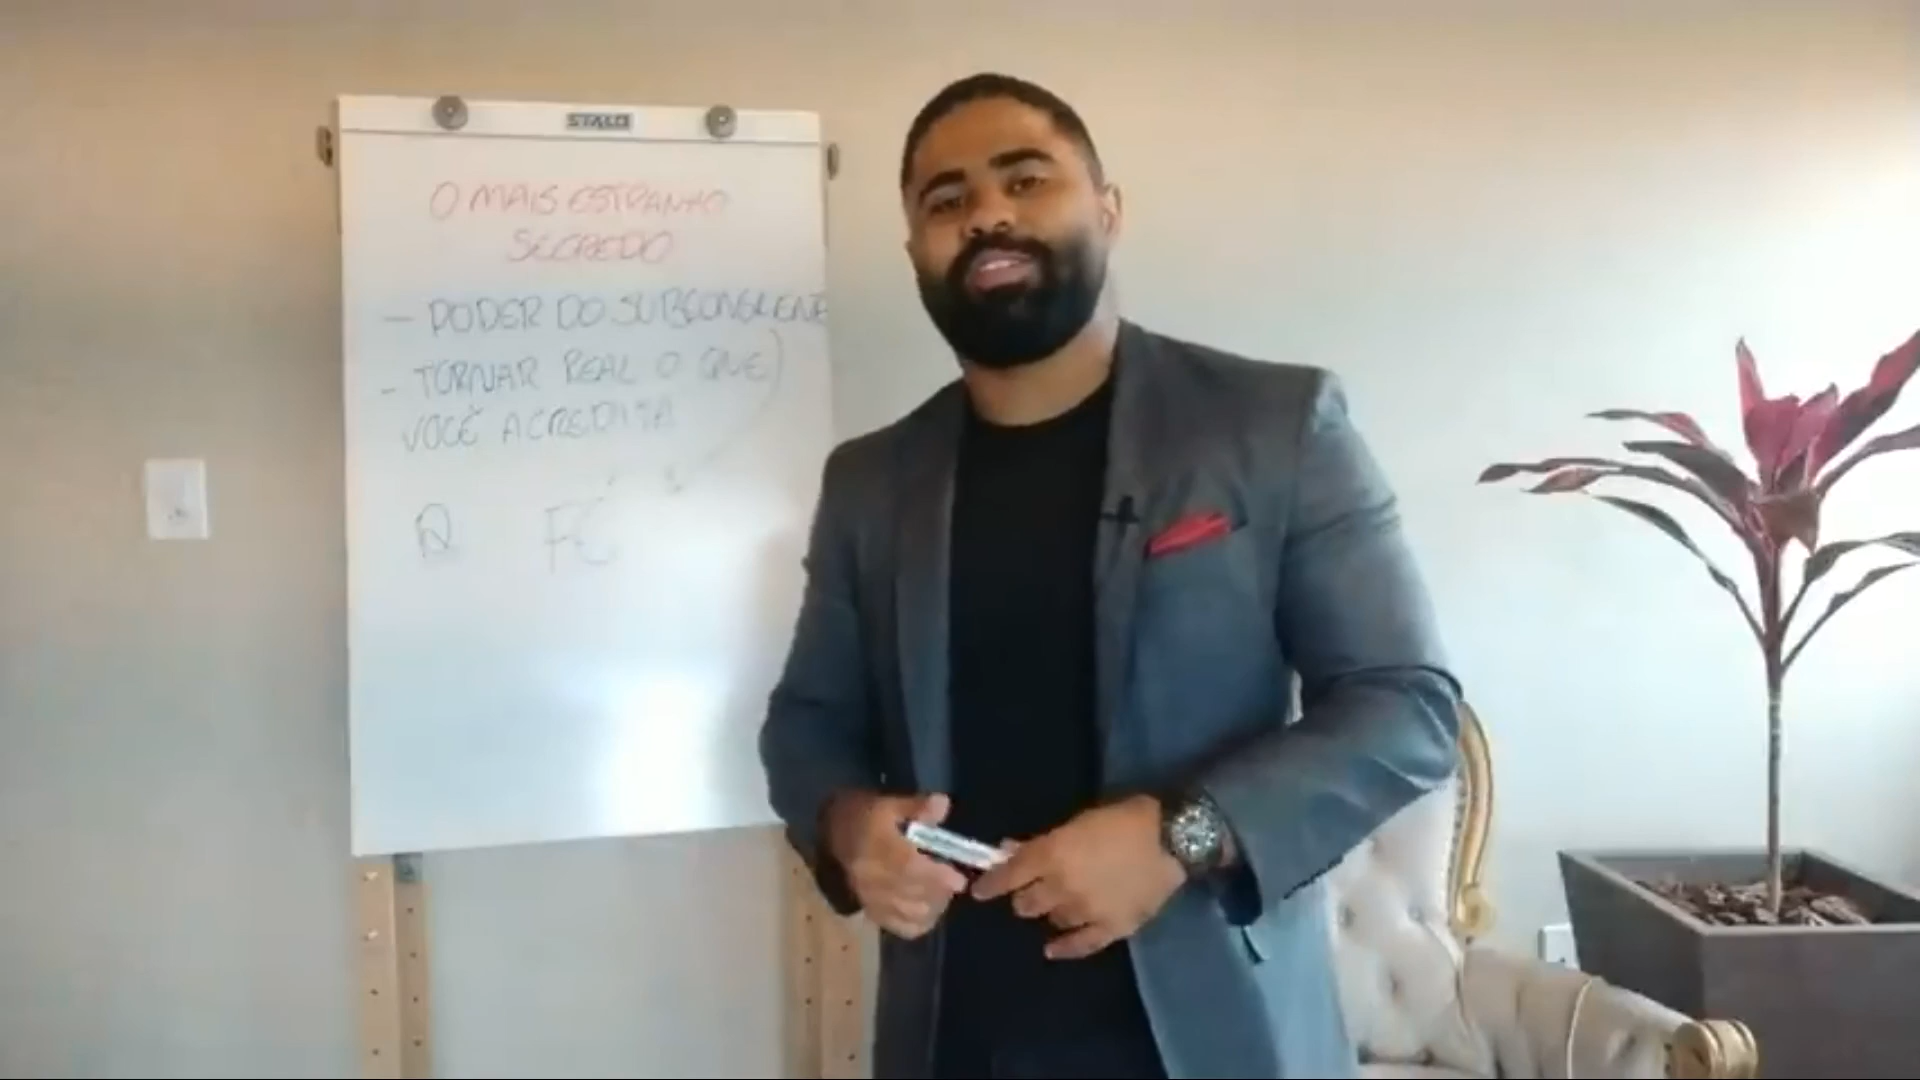 STALO
O MAIS ESTRANHO
SEGREDO
- PODER DO SUBCONSCIENTE
- TORNAR REAL O QUE
VOCÊ ACREDITA
R FÉ